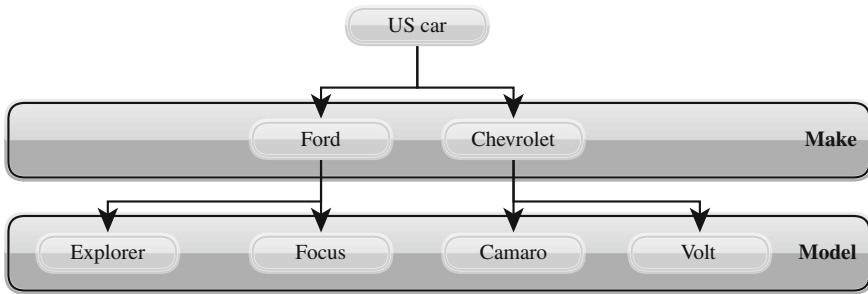 US car
Ford
Chevrolet
Make
Explorer
Focus
Camaro
Volt
Model